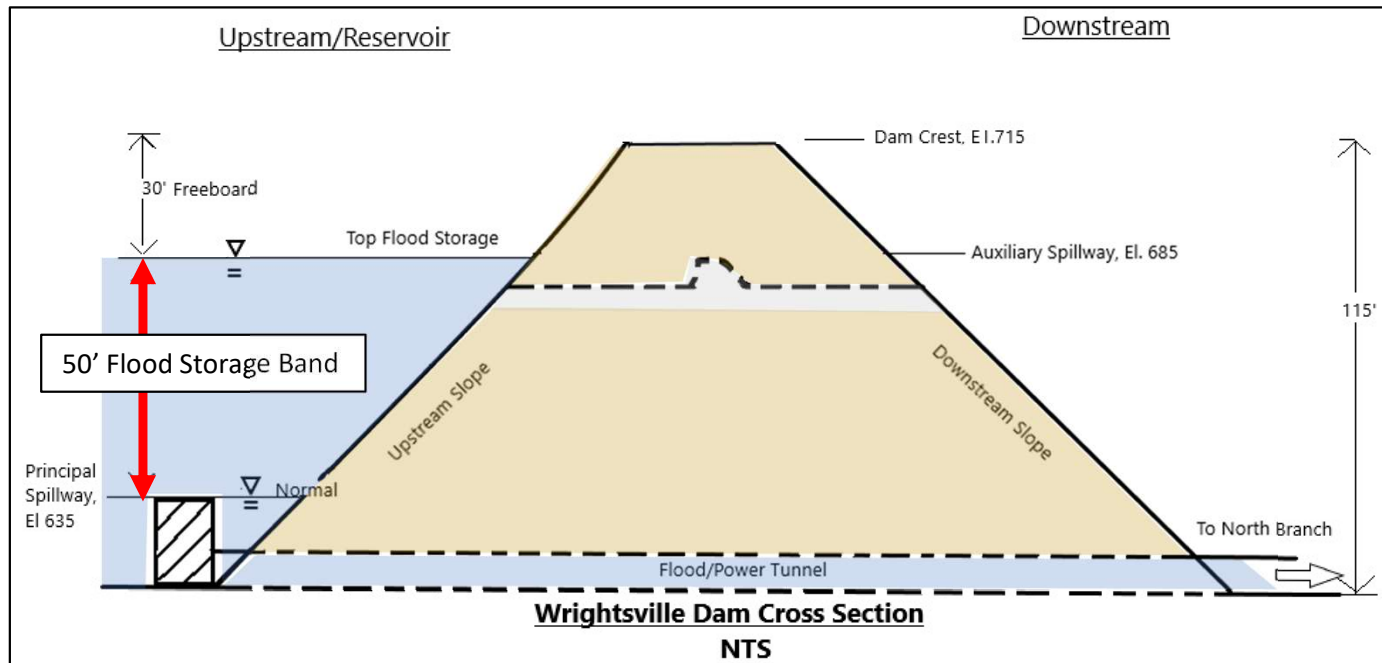 Upstream/Reservoir
Downstream
Dam Crest, El.715
30' Freeboard
Top Flood Storage
Auxiliary Spillway, El. 685
115'
50’ Flood Storage Band
Upstream Slope
Downstream Slope
Principal
Spillway,
El 635
Normal
To North Branch
Flood/Power Tunnel
Wrightsville Dam Cross Section
NTS